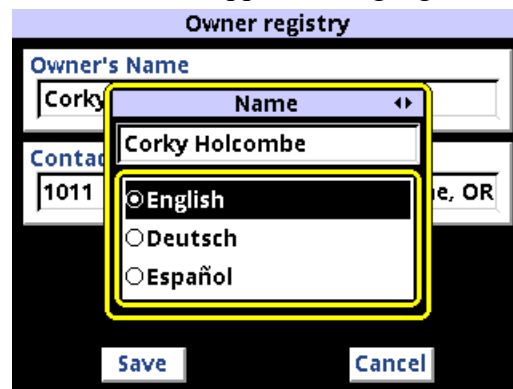 Owner registry
Owner's Name
Corky
Name
Corky Holcombe
Contac
1011
e, OR
English
Deutsch
Español
Save
Cancel